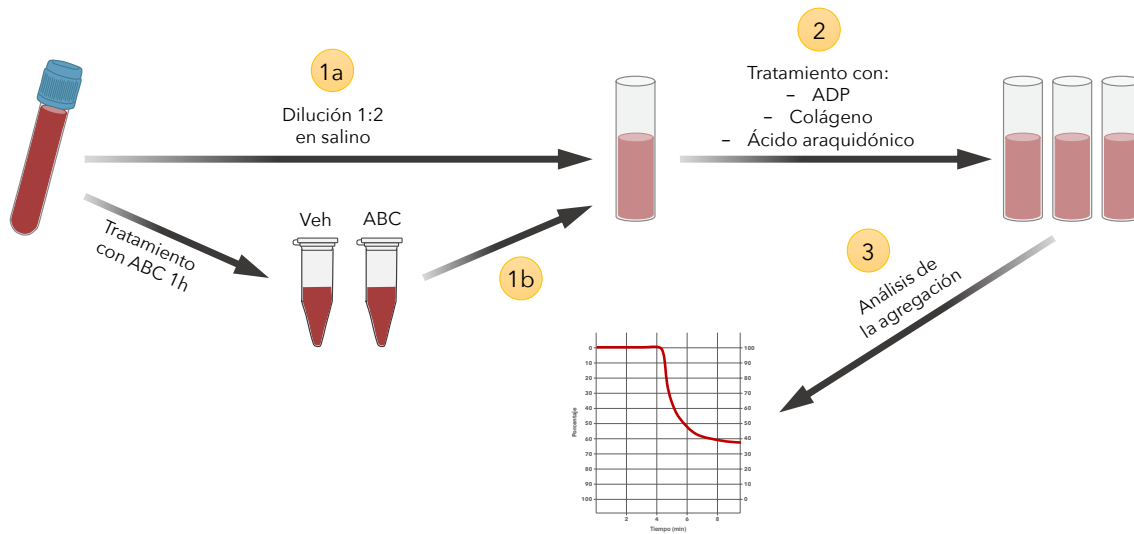 1a
Dilución 1:2
en salino
2
Tratamiento con:
– ADP
– Colágeno
– Ácido araquidónico
Tratamiento
con ABC 1h
Veh
ABC
1b
3
Análisis de
la agregación
Porcentaje
0
10
20
30
40
50
60
70
80
90
100
100
90
80
70
60
50
40
30
20
10
0
2
4
6
8
Tiempo (min)